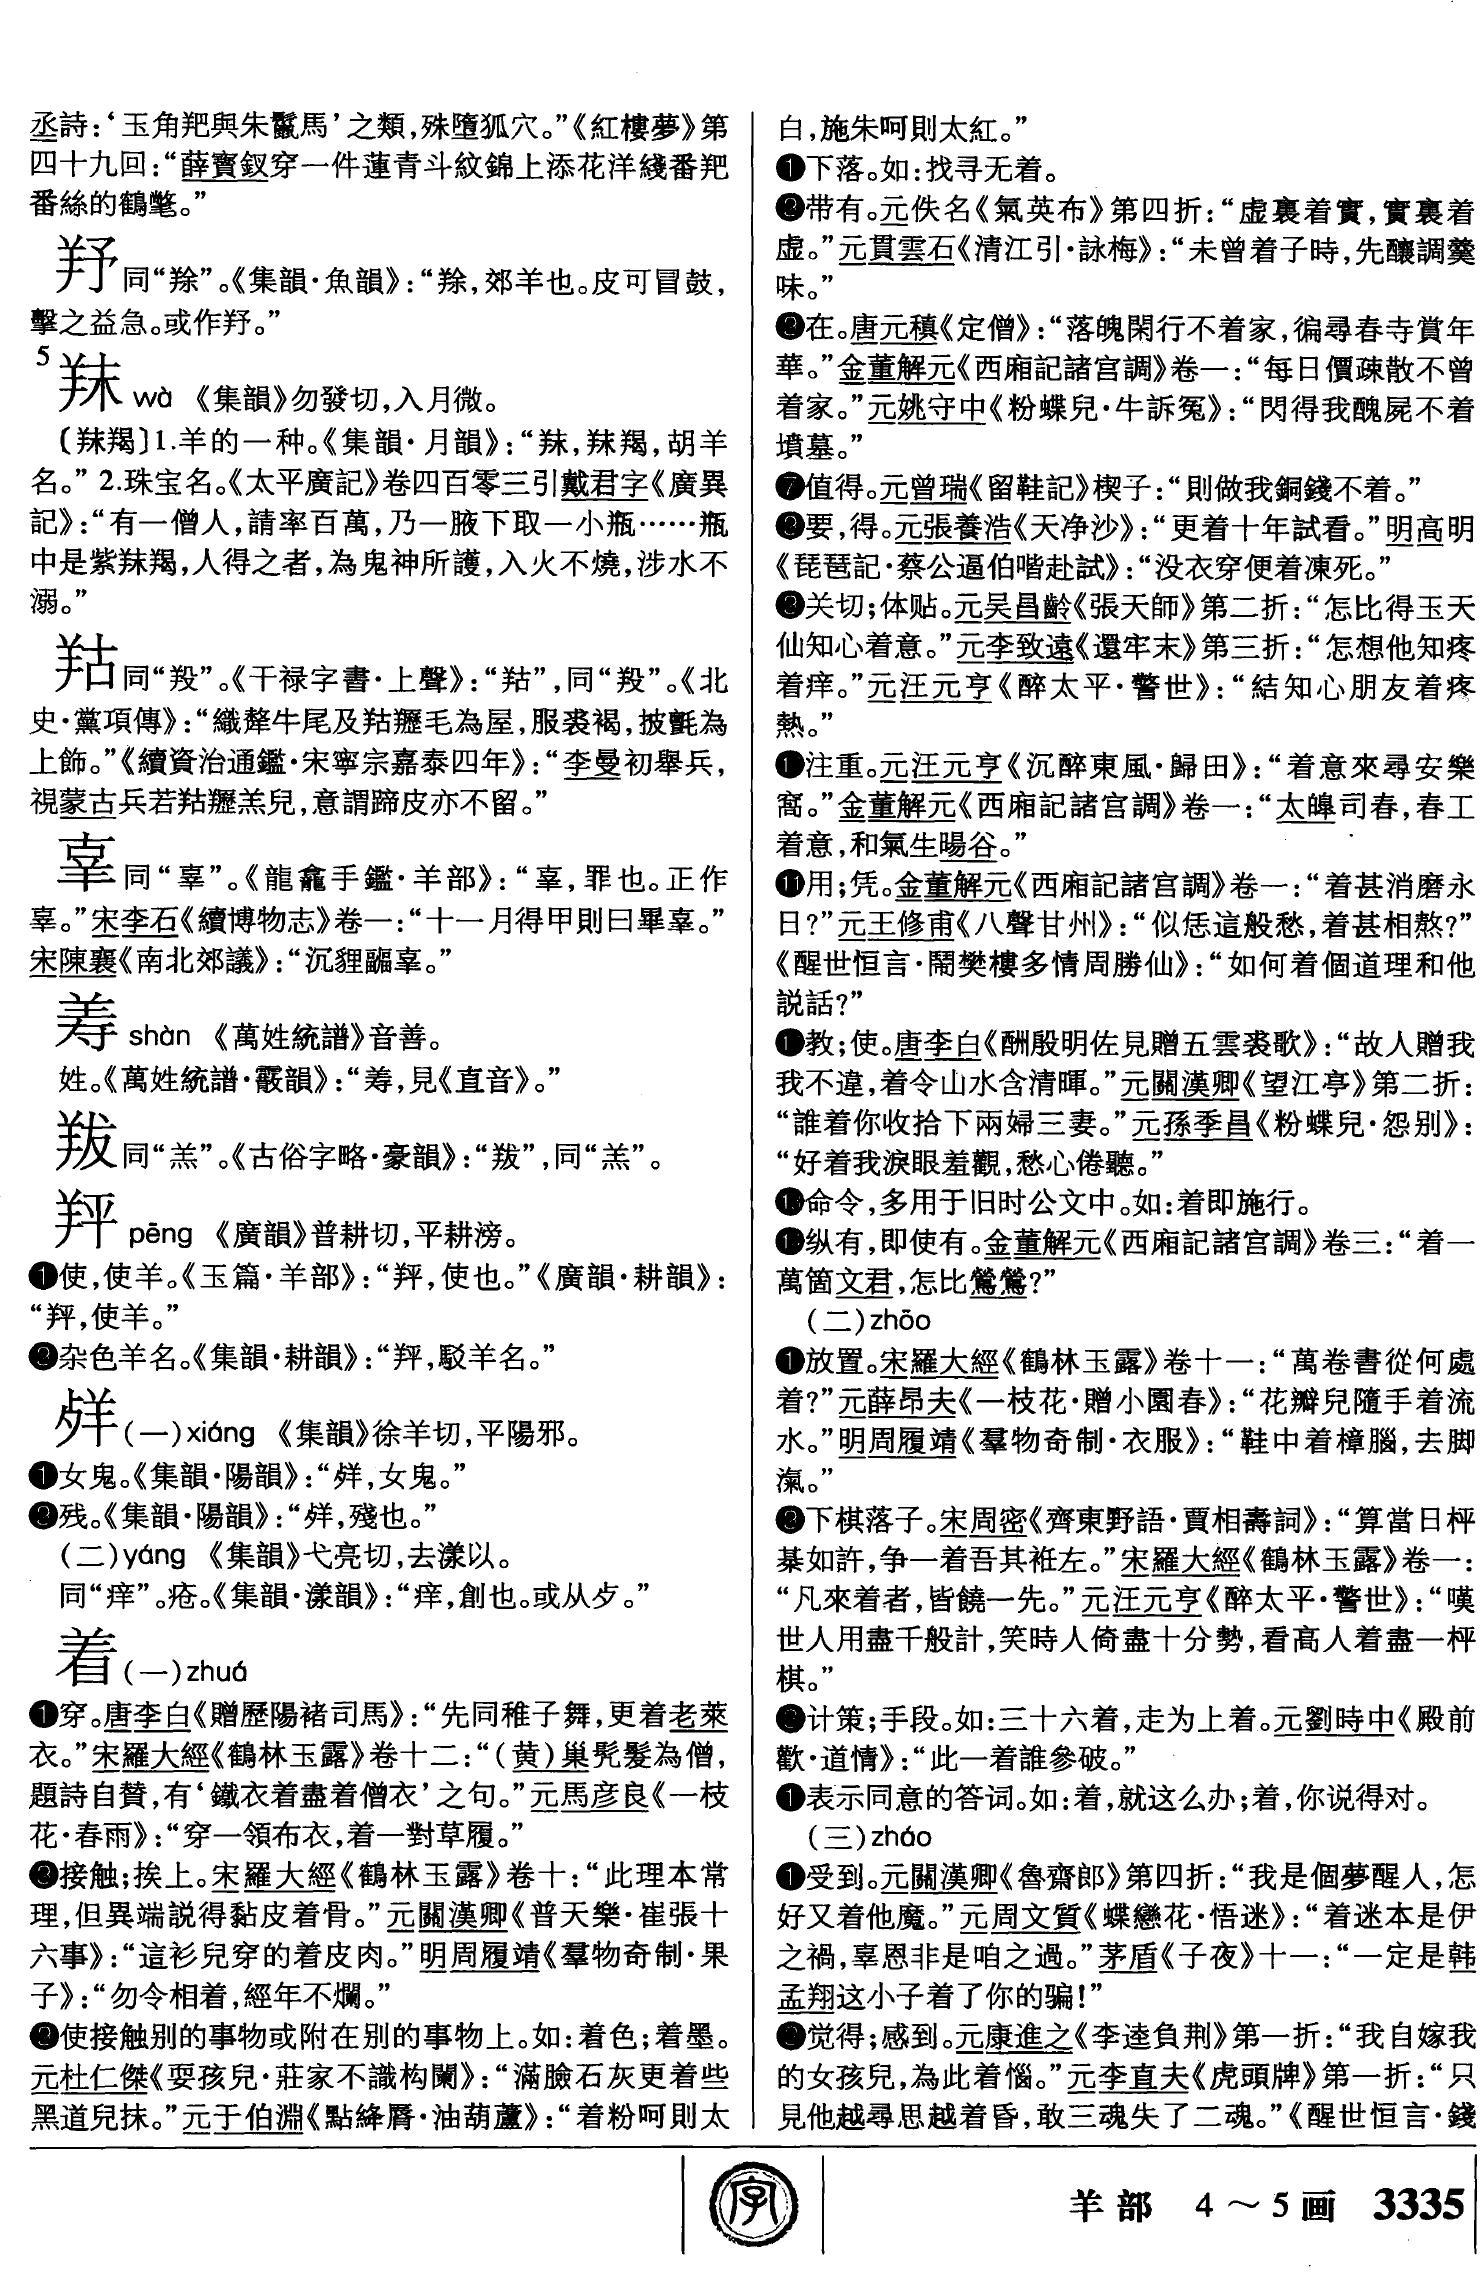 丞詩：‘玉角羓與朱鬣馬’之類，殊墮狐穴。”《紅樓夢》第
四十九回：“薛寶釵穿一件蓮青斗紋錦上添花洋綫番羓
番絲的鶴氅。”
羜同“䍱”。《集韻·魚韻》：“䍱，郊羊也。皮可冒鼓，
擊之益急。或作羜。”
5
䍪 wà 《集韻》勿發切，入月微。
〔䍪羯〕1.羊的一种。《集韻·月韻》：“䍪，䍪羯，胡羊
名。” 2.珠宝名。《太平廣記》卷四百零三引戴君孚《廣異
記》：“有一僧人，請率百萬，乃一腋下取一小瓶……瓶
中是紫䍪羯，人得之者，為鬼神所護，入火不燒，涉水不
溺。”
羖同“羖”。《干禄字書·上聲》：“羖”，同“羖”。《北
史·黨項傳》：“織犛牛尾及羖䍽毛為屋，服裘褐，披氈為
上飾。”《續資治通鑑·宋寧宗嘉泰四年》：“李曼初舉兵，
視蒙古兵若羖䍽羔兒，意謂蹄皮亦不留。”
同“辜”。《龍龕手鑑·羊部》：“辜，罪也。正作
辜。”宋李石《續博物志》卷一：“十一月得甲則曰畢辜。”
宋陳襄《南北郊議》：“沉貍疈辜。”
shàn 《萬姓統譜》音善。
姓。《萬姓統譜·霰韻》：“，見《直音》。”
同“羔”。《古俗字略·豪韻》：“”，同“羔”。
羍 pēng 《廣韻》普耕切，平耕滂。
❶使，使羊。《玉篇·羊部》：“，使也。”《廣韻·耕韻》：
“，使羊。”
❷杂色羊名。《集韻·耕韻》：“，駁羊名。”
（一）xiáng 《集韻》徐羊切，平陽邪。
❶女鬼。《集韻·陽韻》：“，女鬼。”
❷残。《集韻·陽韻》：“，殘也。”
（二）yáng 《集韻》弋亮切，去漾以。
同“痒”。疮。《集韻·漾韻》：“痒，創也。或从歺。”
着（一）zhuó
❶穿。唐李白《贈歷陽褚司馬》：“先同稚子舞，更着老萊
衣。”宋羅大經《鶴林玉露》卷十二：“（黄）巢髡髮為僧，
題詩自贊，有‘鐵衣着盡着僧衣’之句。”元馬彦良《一枝
花·春雨》：“穿一領布衣，着一對草履。”
❷接触；挨上。宋羅大經《鶴林玉露》卷十：“此理本常
理，但異端説得黏皮着骨。”元關漢卿《普天樂·崔張十
六事》：“這衫兒穿的着皮肉。”明周履靖《羣物奇制·果
子》：“勿令相着，經年不爛。”
❸使接触别的事物或附在别的事物上。如：着色；着墨。
元杜仁傑《耍孩兒·莊家不識构闌》：“滿臉石灰更着些
黑道兒抹。”元于伯淵《點絳脣·油葫蘆》：“着粉呵則太
白，施朱呵則太紅。”
❹下落。如：找寻无着。
❺带有。元佚名《氣英布》第四折：“虚裏着實，實裏着
虚。”元貫雲石《清江引·詠梅》：“未曾着子時，先釀調羹
味。”
❻在。唐元稹《定僧》：“落魄閑行不着家，徧尋春寺賞年
華。”金董解元《西廂記諸宫調》卷一：“每日價疎散不曾
着家。”元姚守中《粉蝶兒·牛訴冤》：“閃得我醜屍不着
墳墓。”
❼值得。元曾瑞《留鞋記》楔子：“則做我銅錢不着。”
❽要，得。元張養浩《天净沙》：“更着十年試看。”明高明
《琵琶記·蔡公逼伯喈赴試》：“没衣穿便着凍死。”
❾关切；体贴。元吴昌齡《張天師》第二折：“怎比得玉天
仙知心着意。”元李致遠《還牢末》第三折：“怎想他知疼
着痒。”元汪元亨《醉太平·警世》：“結知心朋友着疼
熱。”
❿注重。元汪元亨《沉醉東風·歸田》：“着意來尋安樂
窩。”金董解元《西廂記諸宫調》卷一：“太皞司春，春工
着意，和氣生暘谷。”
⓫用；凭。金董解元《西廂記諸宫調》卷一：“着甚消磨永
日？”元王修甫《八聲甘州》：“似恁這般愁，着甚相熬？”
《醒世恒言·鬧樊樓多情周勝仙》：“如何着個道理和他
説話？”
⓬教；使。唐李白《酬殷明佐見贈五雲裘歌》：“故人贈我
我不違，着令山水含清暉。”元關漢卿《望江亭》第二折：
“誰着你收拾下兩婦三妻。”元孫季昌《粉蝶兒·怨别》：
“好着我淚眼羞觀，愁心倦聽。”
⓭命令，多用于旧时公文中。如：着即施行。
⓮纵有，即使有。金董解元《西廂記諸宫調》卷三：“着一
萬箇文君，怎比鶯鶯？”
（二）zhāo
❶放置。宋羅大經《鶴林玉露》卷十一：“萬卷書從何處
着？”元薛昂夫《一枝花·贈小園春》：“花瓣兒隨手着流
水。”明周履靖《羣物奇制·衣服》：“鞋中着樟腦，去脚
氣。”
❷下棋落子。宋周密《齊東野語·賈相壽詞》：“算當日枰
棊如許，争一着吾其袵左。”宋羅大經《鶴林玉露》卷一：
“凡來着者，皆饒一先。”元汪元亨《醉太平·警世》：“嘆
世人用盡千般計，笑時人倚盡十分勢，看高人着盡一枰
棋。”
❸计策；手段。如：三十六着，走为上着。元劉時中《殿前
歡·道情》：“此一着誰參破。”
❹表示同意的答词。如：着，就这么办；着，你说得对。
（三）zháo
❶受到。元關漢卿《魯齋郎》第四折：“我是個夢醒人，怎
好又着他魔。”元周文質《蝶戀花·悟迷》：“着迷本是伊
之禍，辜恩非是咱之過。”茅盾《子夜》十一：“一定是韩
孟翔这小子着了你的骗！”
❷觉得；感到。元康進之《李逵負荆》第一折：“我自嫁我
的女孩兒，為此着惱。”元李直夫《虎頭牌》第一折：“只
見他越尋思越着昏，敢三魂失了二魂。”《醒世恒言·錢
字
羊部 4～5画 3335